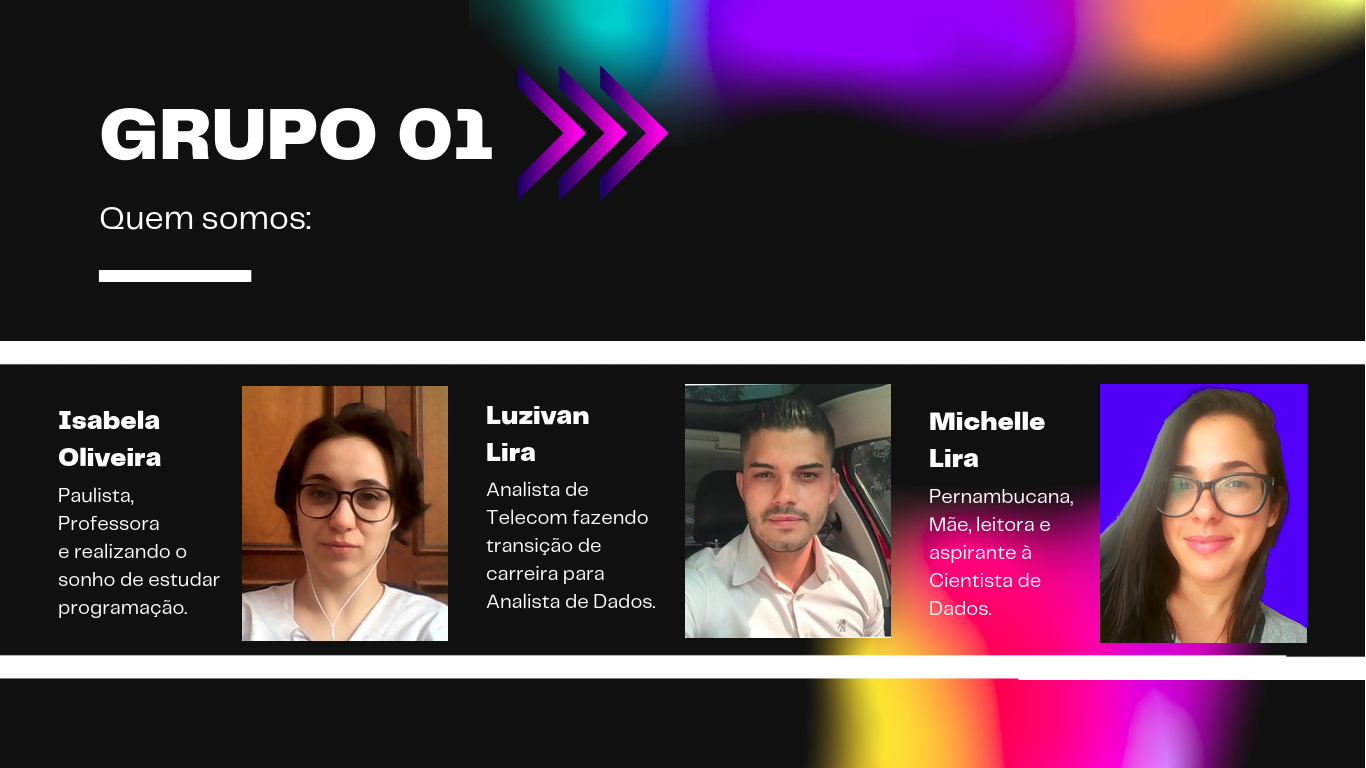 GRUPO 01
Quem somos:
Isabela
Oliveira
Paulista,
Professora
e realizando o
sonho de estudar
programação.
Luzivan
Lira
Analista de
Telecom fazendo
transição de
carreira para
Analista de Dados.
Michelle
Lira
Pernambucana,
Mãe, leitora e
aspirante à
Cientista de
Dados.